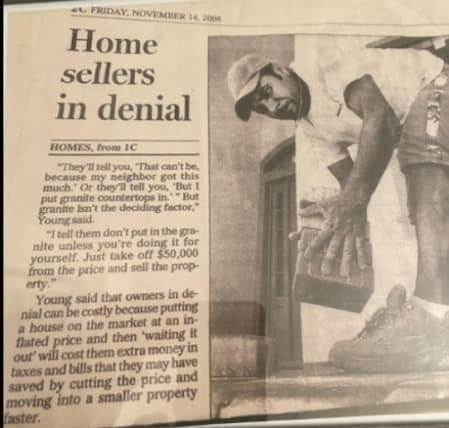 2C FRIDAY, NOVEMBER 14, 2008
Home
sellers
in denial
HOMES, from 1C
"They'll tell you, 'That can't be,
because my neighbor got this
much.' Or they'll tell you, 'But I
put granite countertops in.' " But
granite isn't the deciding factor,"
Young said.
"I tell them don't put in the gra-
nite unless you're doing it for
yourself. Just take off $50,000
from the price and sell the prop-
erty."
Young said that owners in de-
nial can be costly because putting
a house on the market at an in-
flated price and then 'waiting it
out' will cost them extra money in
taxes and bills that they may have
saved by cutting the price and
moving into a smaller property
faster.